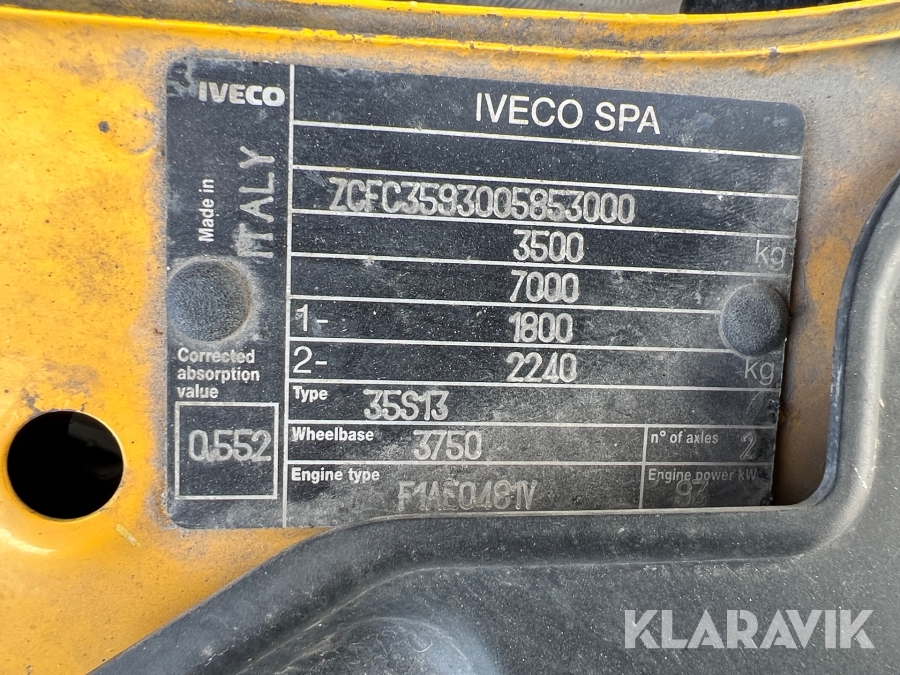 IVECO
IVECO SPA
Made in
ITALY
ZCFC3593005853000
3500 kg
7000
1- 1800
2- 2240 kg
Corrected
absorption
value
0.552
Type 35S13
Wheelbase 3750
n° of axles 2
Engine type F1AE0481V
Engine power kW
KLARAVIK